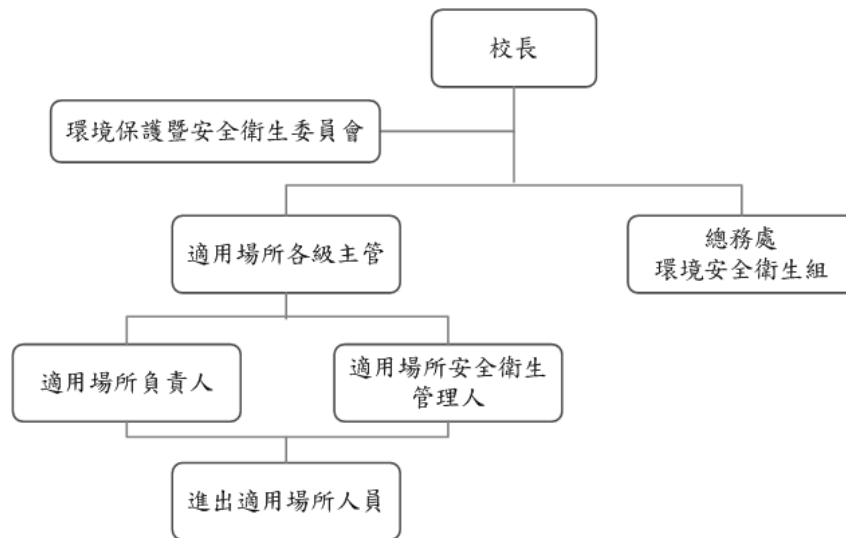 校長
環境保護暨安全衛生委員會
適用場所各級主管
總務處
環境安全衛生組
適用場所負責人
適用場所安全衛生
管理人
進出適用場所人員